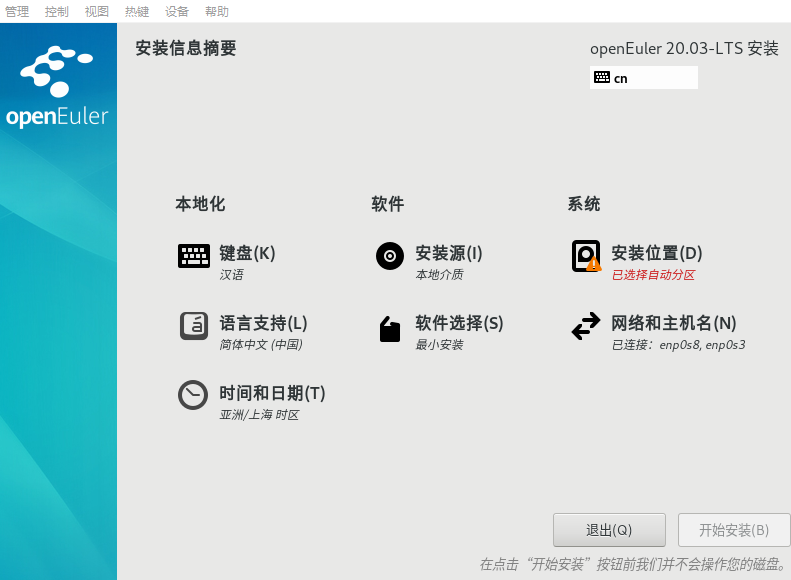 管理 控制 视图 热键 设备 帮助
openEuler
安装信息摘要
openEuler 20.03-LTS 安装
cn
本地化
键盘(K)
汉语
语言支持(L)
简体中文 (中国)
时间和日期(T)
亚洲/上海 时区
软件
安装源(I)
本地介质
软件选择(S)
最小安装
系统
安装位置(D)
已选择自动分区
网络和主机名(N)
已连接：enp0s8, enp0s3
退出(Q)
开始安装(B)
在点击“开始安装”按钮前我们并不会操作您的磁盘。